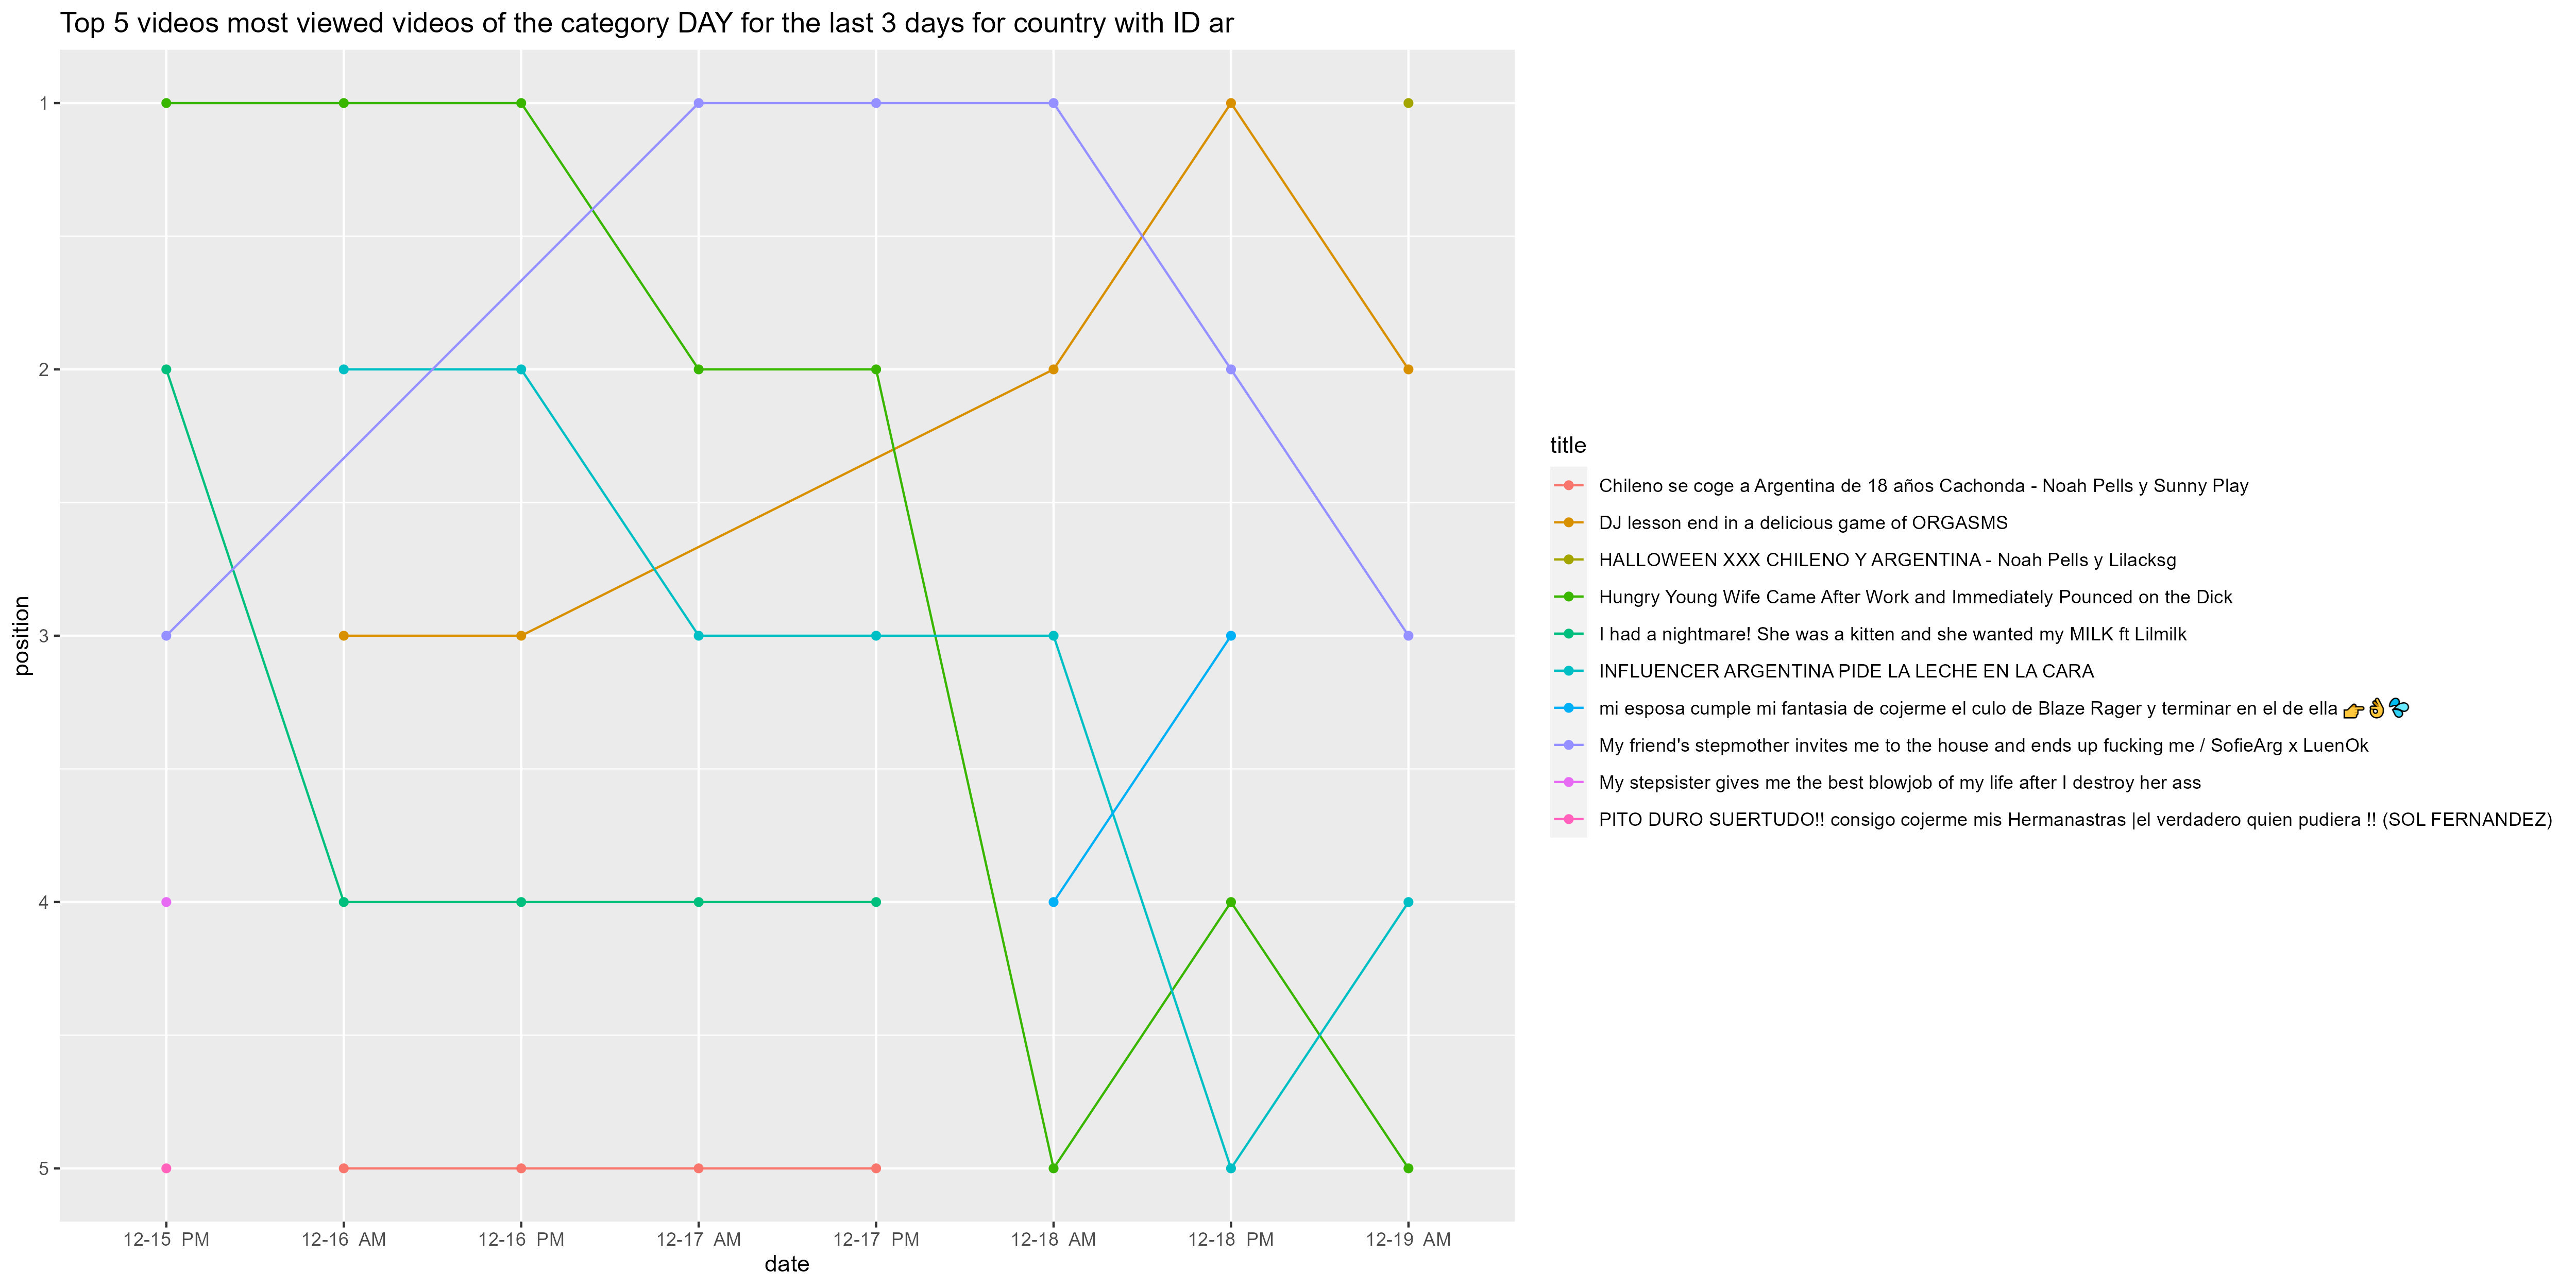 Top 5 videos most viewed videos of the category DAY for the last 3 days for country with ID ar
position
1
2
3
4
5
12-15 PM
12-16 AM
12-16 PM
12-17 AM
12-17 PM
12-18 AM
12-18 PM
12-19 AM
date
title
Chileno se coge a Argentina de 18 años Cachonda - Noah Pells y Sunny Play
DJ lesson end in a delicious game of ORGASMS
HALLOWEEN XXX CHILENO Y ARGENTINA - Noah Pells y Lilacksg
Hungry Young Wife Came After Work and Immediately Pounced on the Dick
I had a nightmare! She was a kitten and she wanted my MILK ft Lilmilk
INFLUENCER ARGENTINA PIDE LA LECHE EN LA CARA
mi esposa cumple mi fantasia de cojerme el culo de Blaze Rager y terminar en el de ella 👉👌💦
My friend's stepmother invites me to the house and ends up fucking me / SofieArg x LuenOk
My stepsister gives me the best blowjob of my life after I destroy her ass
PITO DURO SUERTUDO!! consigo cojerme mis Hermanastras |el verdadero quien pudiera !! (SOL FERNANDEZ)